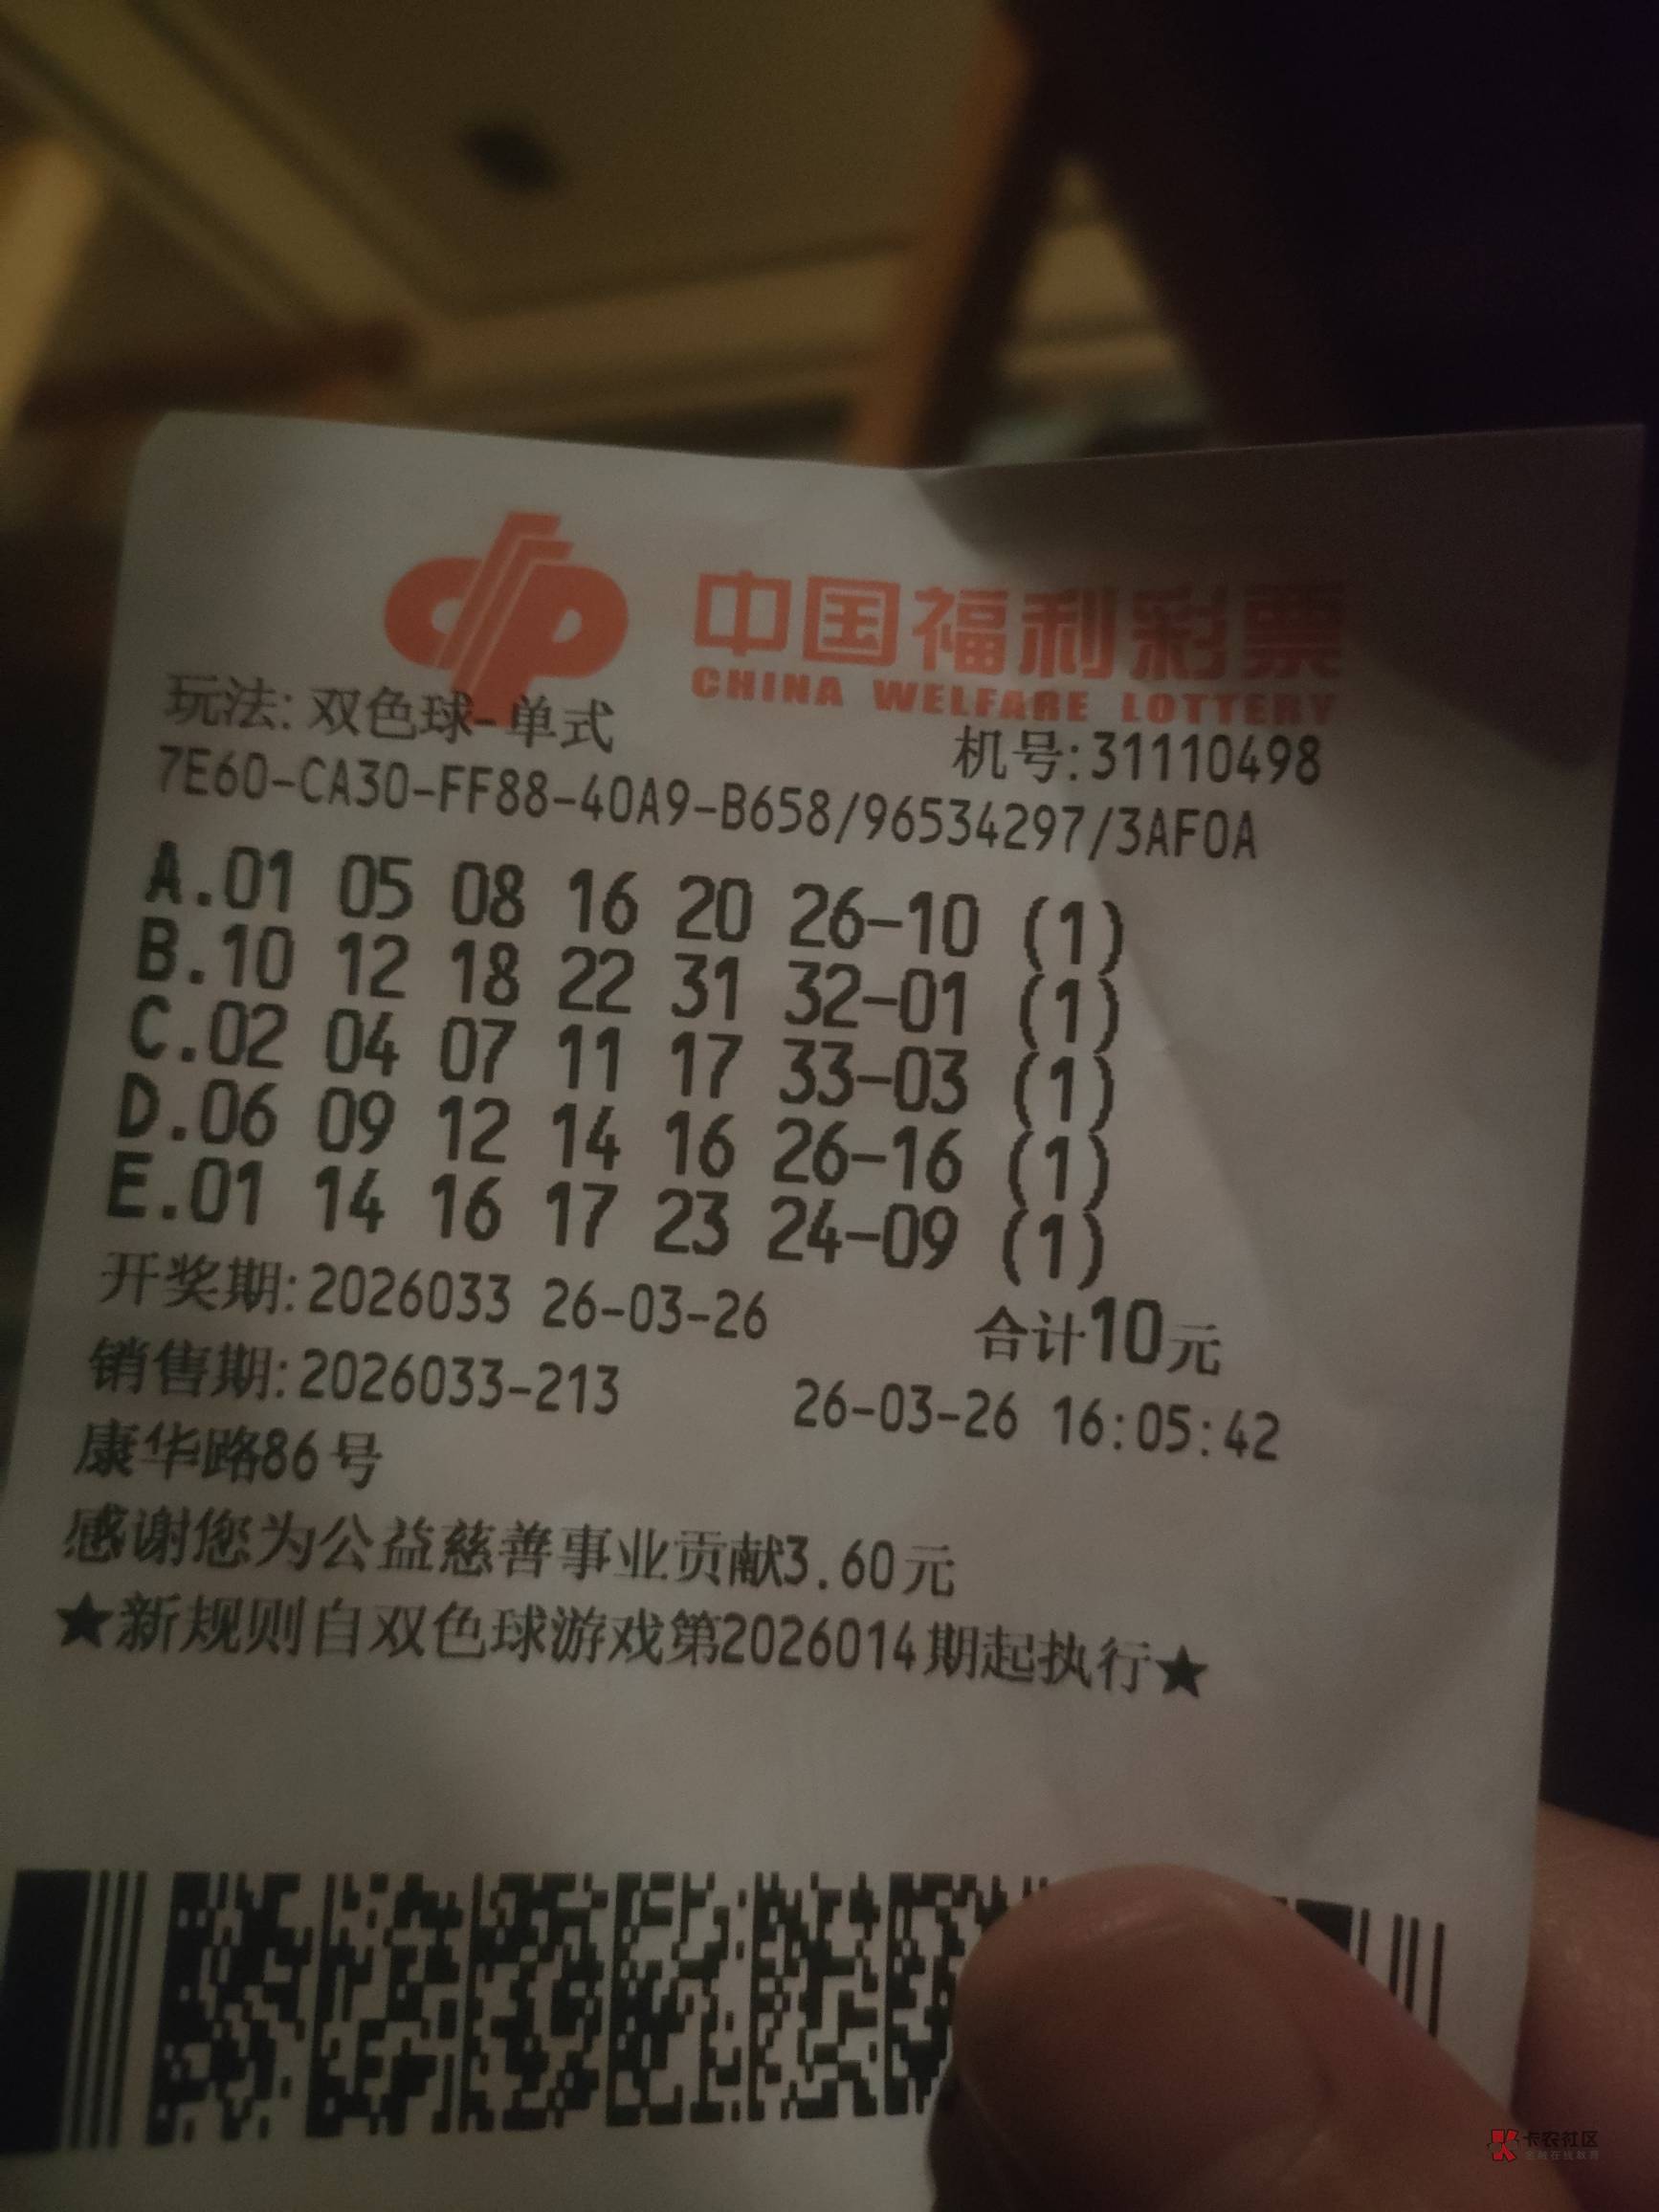 中国福利彩票
CHINA WELFARE LOTTERY
玩法:双色球-单式 机号:31110498
7E60-CA30-FF88-40A9-B658/96534297/3AF0A
A.01 05 08 16 20 26-10 (1)
B.10 12 18 22 31 32-01 (1)
C.02 04 07 11 17 33-03 (1)
D.06 09 12 14 16 26-16 (1)
E.01 14 16 17 23 24-09 (1)
开奖期:2026033 26-03-26 合计10元
销售期:2026033-213 26-03-26 16:05:42
康华路86号
感谢您为公益慈善事业贡献3.60元
★新规则自双色球游戏第2026014期起执行★
卡农社区